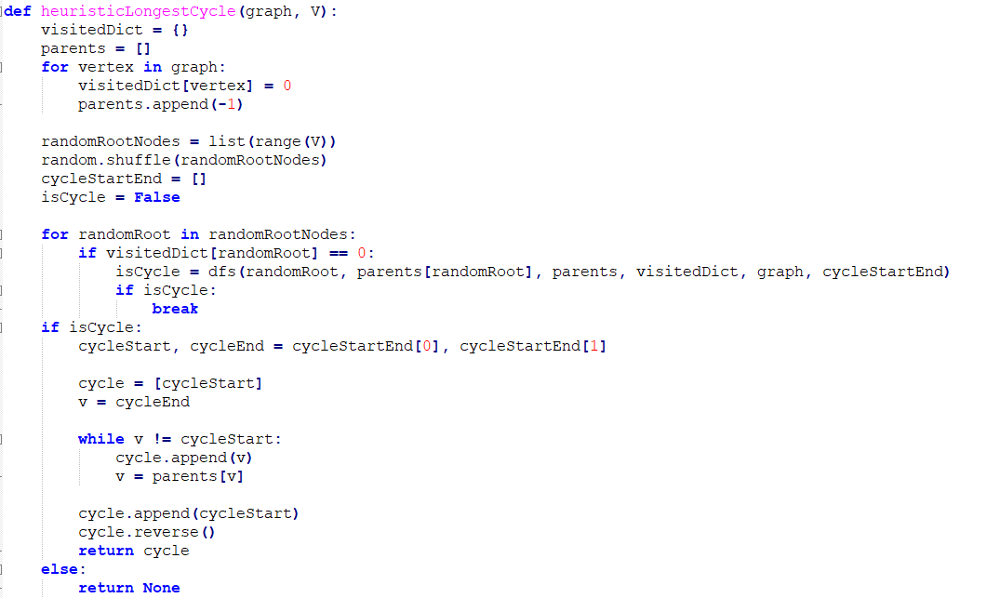 def heuristicLongestCycle(graph, V):
    visitedDict = {}
    parents = []
    for vertex in graph:
        visitedDict[vertex] = 0
        parents.append(-1)

    randomRootNodes = list(range(V))
    random.shuffle(randomRootNodes)
    cycleStartEnd = []
    isCycle = False

    for randomRoot in randomRootNodes:
        if visitedDict[randomRoot] == 0:
            isCycle = dfs(randomRoot, parents[randomRoot], parents, visitedDict, graph, cycleStartEnd)
            if isCycle:
                break
    if isCycle:
        cycleStart, cycleEnd = cycleStartEnd[0], cycleStartEnd[1]

        cycle = [cycleStart]
        v = cycleEnd

        while v != cycleStart:
            cycle.append(v)
            v = parents[v]

        cycle.append(cycleStart)
        cycle.reverse()
        return cycle
    else:
        return None